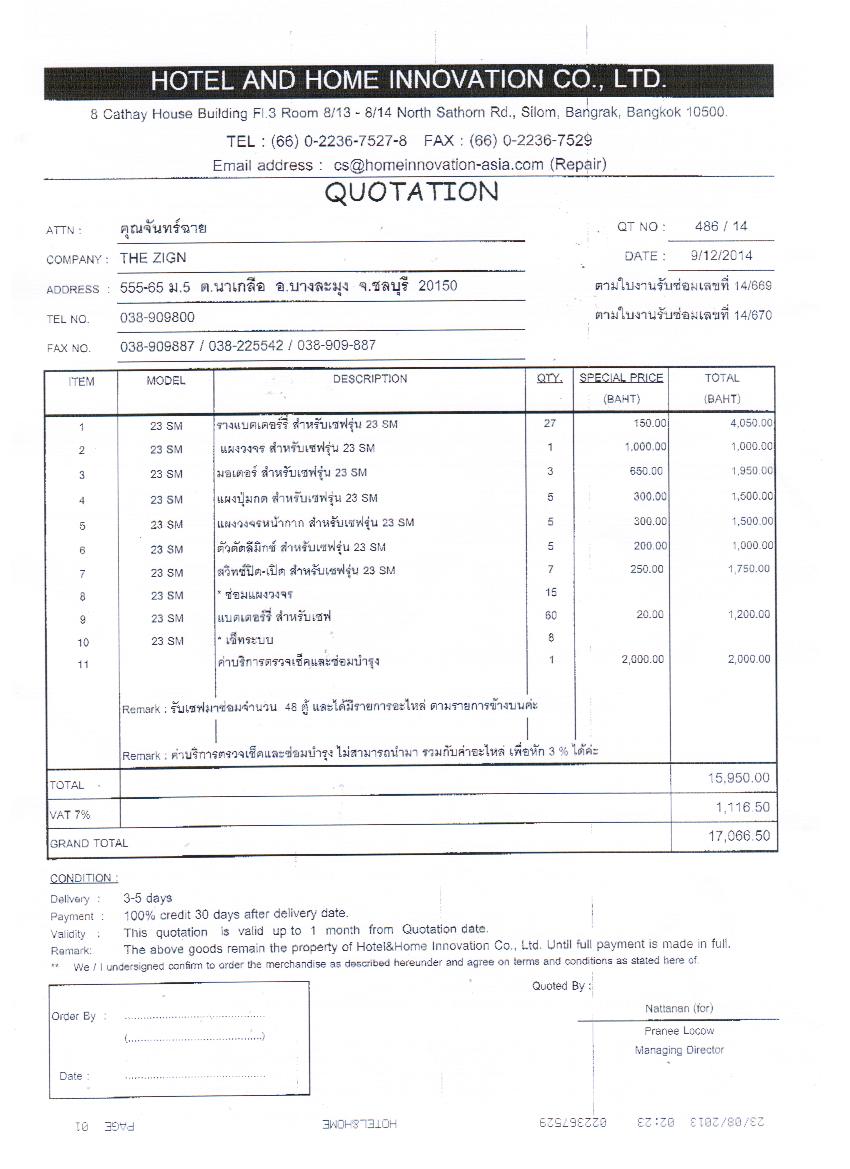 HOTEL AND HOME INNOVATION CO., LTD.
8 Cathay House Building Fl.3 Room 8/13 - 8/14 North Sathorn Rd., Silom, Bangrak, Bangkok 10500.
TEL : (66) 0-2236-7527-8 FAX : (66) 0-2236-7529
Email address : cs@homeinnovation-asia.com (Repair)
QUOTATION
ATTN : คุณจันทร์ฉาย QT NO : 486 / 14
COMPANY : THE ZIGN DATE : 9/12/2014
ADDRESS : 555-65 ม.5 ต.นาเกลือ อ.บางละมุง จ.ชลบุรี 20150 ตามใบงานรับซ่อมเลขที่ 14/669
TEL NO. 038-909800 ตามใบงานรับซ่อมเลขที่ 14/670
FAX NO. 038-909887 / 038-225542 / 038-909-887
ITEM MODEL DESCRIPTION QTY. SPECIAL PRICE TOTAL
(BAHT) (BAHT)
1 23 SM รางแบตเตอร์รี่ สำหรับเซฟรุ่น 23 SM 27 150.00 4,050.00
2 23 SM แผงวงจร สำหรับเซฟรุ่น 23 SM 1 1,000.00 1,000.00
3 23 SM มอเตอร์ สำหรับเซฟรุ่น 23 SM 3 650.00 1,950.00
4 23 SM แผงปุ่มกด สำหรับเซฟรุ่น 23 SM 5 300.00 1,500.00
5 23 SM แผงวงจรหน้ากาก สำหรับเซฟรุ่น 23 SM 5 300.00 1,500.00
6 23 SM ตัวตัดลีมิทซ์ สำหรับเซฟรุ่น 23 SM 5 200.00 1,000.00
7 23 SM สวิทซ์ปิด-เปิด สำหรับเซฟรุ่น 23 SM 7 250.00 1,750.00
8 23 SM * ซ่อมแผงวงจร 15
9 23 SM แบตเตอร์รี่ สำหรับเซฟ 60 20.00 1,200.00
10 23 SM * เซ็ทระบบ 8
11 ค่าบริการตรวจเช็คและซ่อมบำรุง 1 2,000.00 2,000.00
Remark : รับเซฟมาซ่อมจำนวน 48 ตู้ และได้มีรายการอะไหล่ ตามรายการข้างบนค่ะ
Remark : ค่าบริการตรวจเช็คและซ่อมบำรุง ไม่สามารถนำมา รวมกับค่าอะไหล่ เพื่อหัก 3 % ได้ค่ะ
TOTAL 15,950.00
VAT 7% 1,116.50
GRAND TOTAL 17,066.50
CONDITION :
Delivery : 3-5 days
Payment : 100% credit 30 days after delivery date.
Validity : This quotation is valid up to 1 month from Quotation date.
Remark: The above goods remain the property of Hotel&Home Innovation Co., Ltd. Until full payment is made in full.
** We / I undersigned confirm to order the merchandise as described hereunder and agree on terms and conditions as stated here of.
Quoted By :
Order By : ........................................
(........................................)
Date : ........................................
Nattanan (for)
Pranee Locow
Managing Director
23/08/2013 02:23 022367529 HOTEL&HOME PAGE 01